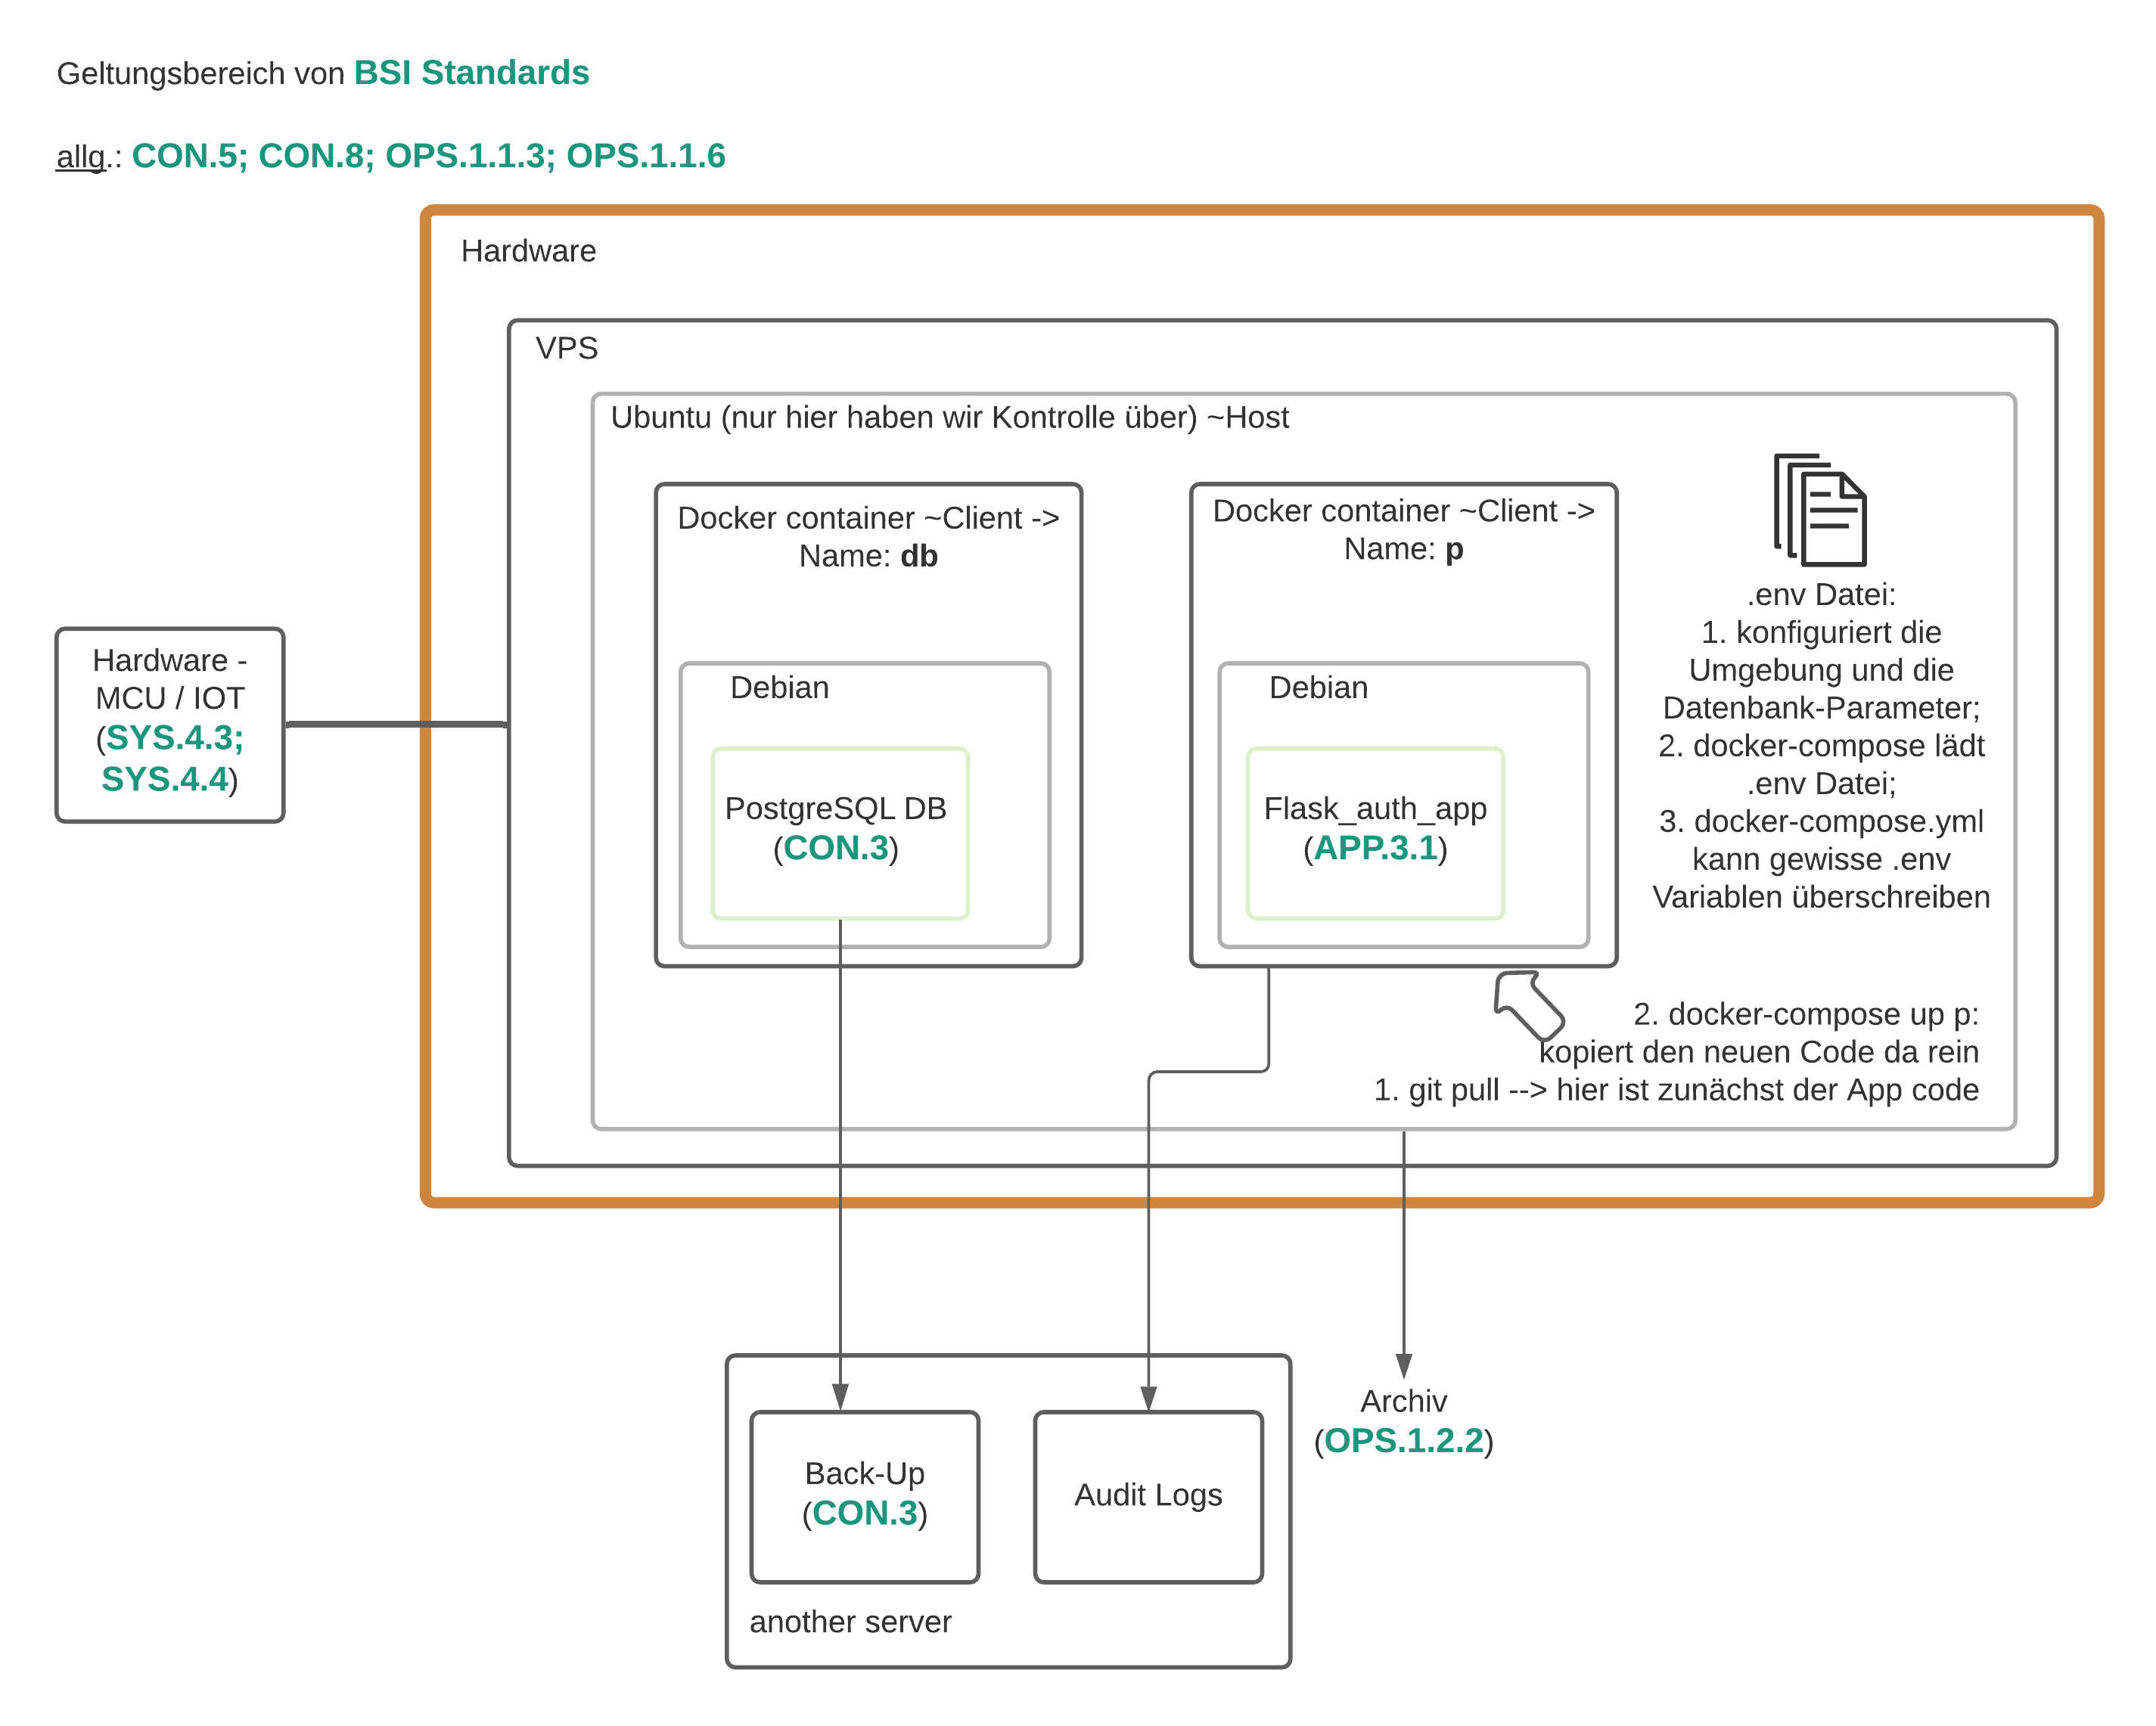 Geltungsbereich von BSI Standards
allg.: CON.5; CON.8; OPS.1.1.3; OPS.1.1.6
Hardware
VPS
Ubuntu (nur hier haben wir Kontrolle über) ~Host
Docker container ~Client ->
Name: db
Debian
PostgreSQL DB
(CON.3)
Docker container ~Client ->
Name: p
Debian
Flask_auth_app
(APP.3.1)
.env Datei:
1. konfiguriert die
Umgebung und die
Datenbank-Parameter;
2. docker-compose lädt
.env Datei;
3. docker-compose.yml
kann gewisse .env
Variablen überschreiben
Hardware -
MCU / IOT
(SYS.4.3;
SYS.4.4)
2. docker-compose up p:
kopiert den neuen Code da rein
1. git pull --> hier ist zunächst der App code
Back-Up
(CON.3)
Audit Logs
another server
Archiv
(OPS.1.2.2)